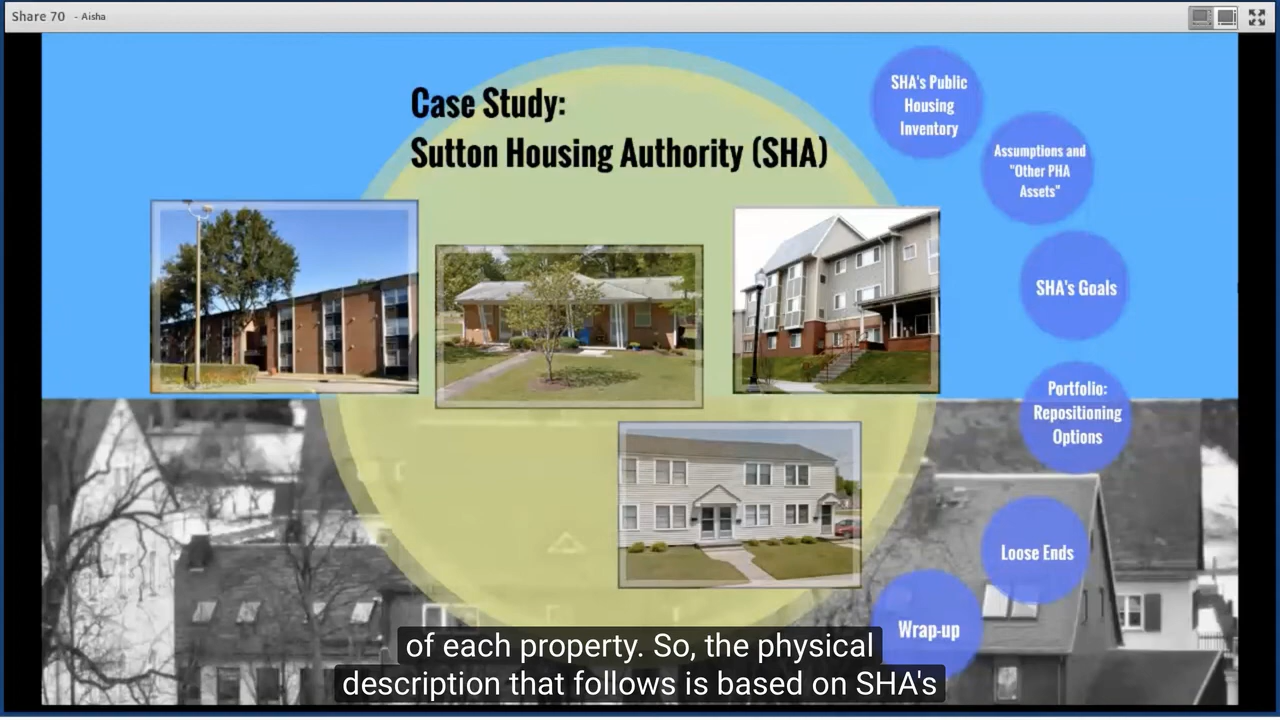 Share 70 - Aisha
Case Study:
Sutton Housing Authority (SHA)
SHA's Public
Housing
Inventory
Assumptions and
"Other PHA
Assets"
SHA's Goals
Portfolio:
Repositioning
Options
Loose Ends
Wrap-up
of each property. So, the physical
description that follows is based on SHA's